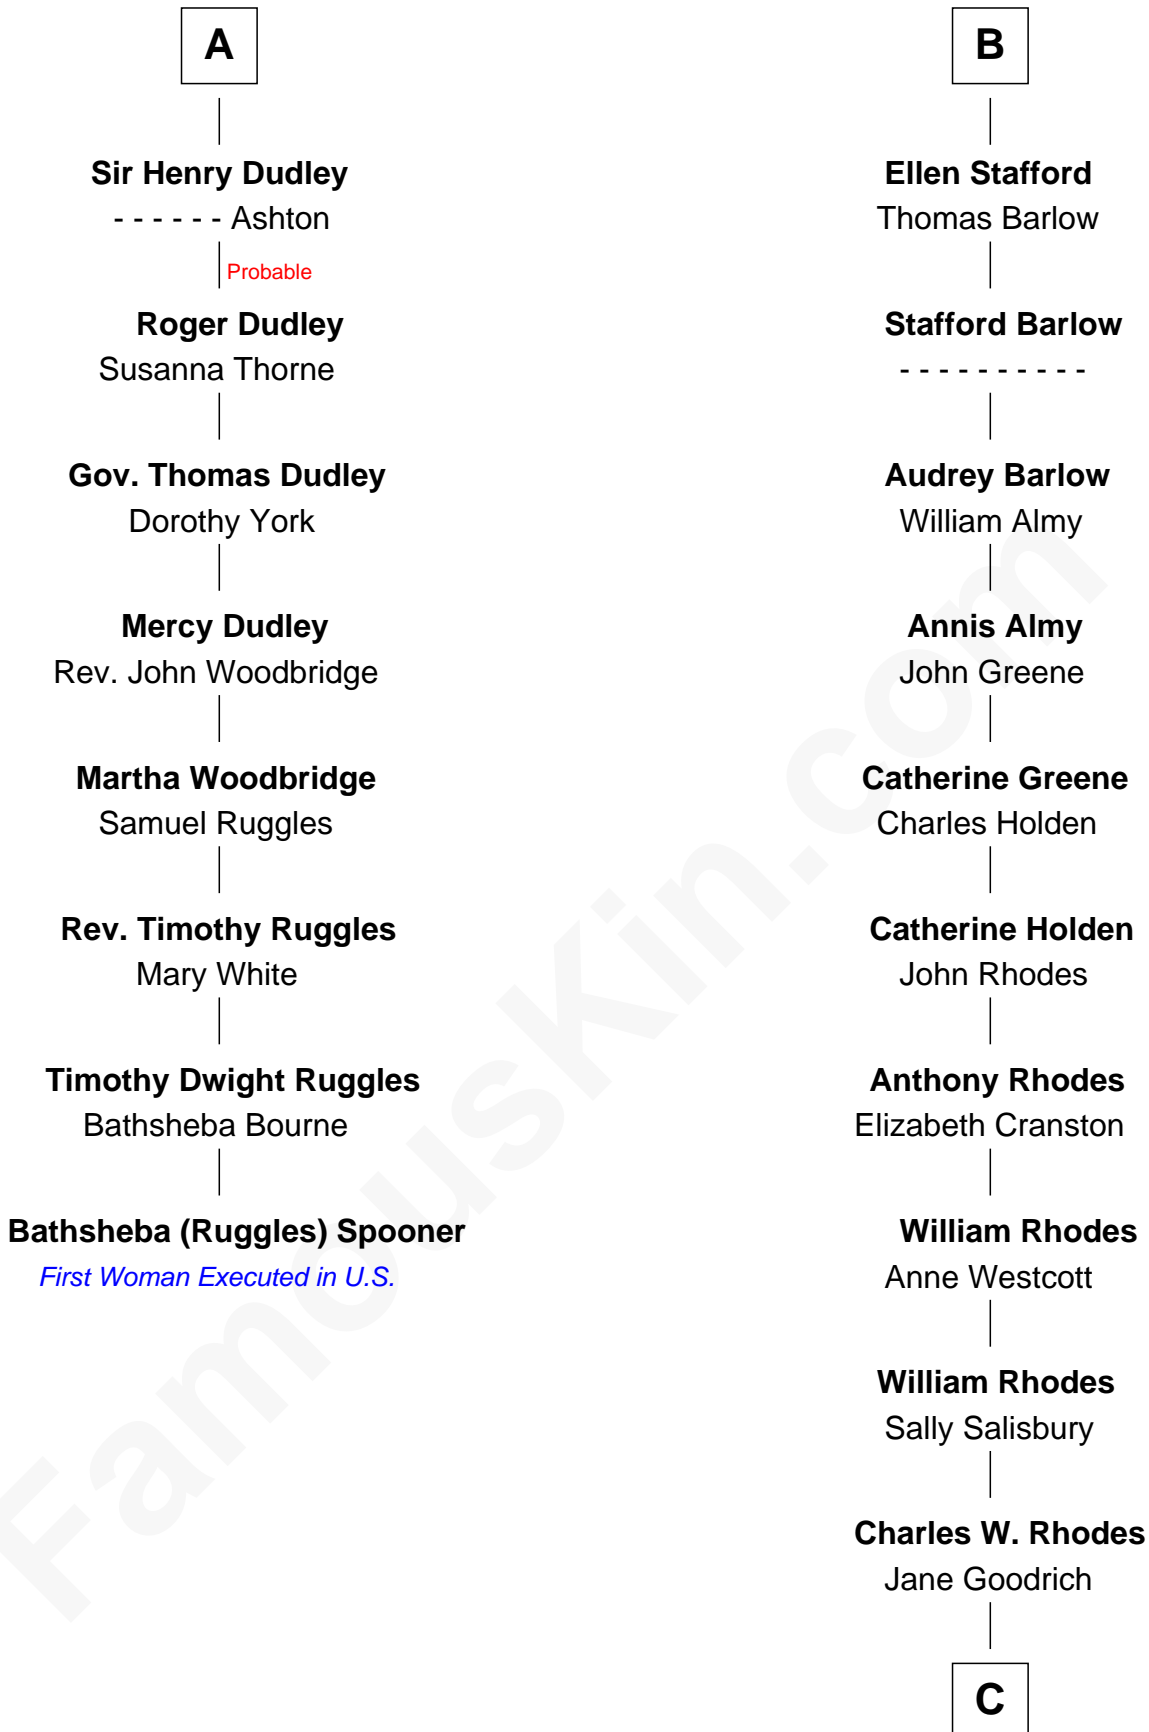 A
Sir Henry Dudley
- - - - - - Ashton
Probable
Roger Dudley
Susanna Thorne
Gov. Thomas Dudley
Dorothy York
Mercy Dudley
Rev. John Woodbridge
Martha Woodbridge
Samuel Ruggles
Rev. Timothy Ruggles
Mary White
Timothy Dwight Ruggles
Bathsheba Bourne
Bathsheba (Ruggles) Spooner
First Woman Executed in U.S.
B
Ellen Stafford
Thomas Barlow
Stafford Barlow
- - - - - - - - - -
Audrey Barlow
William Almy
Annis Almy
John Greene
Catherine Greene
Charles Holden
Catherine Holden
John Rhodes
Anthony Rhodes
Elizabeth Cranston
William Rhodes
Anne Westcott
William Rhodes
Sally Salisbury
Charles W. Rhodes
Jane Goodrich
C
FamousKin.com